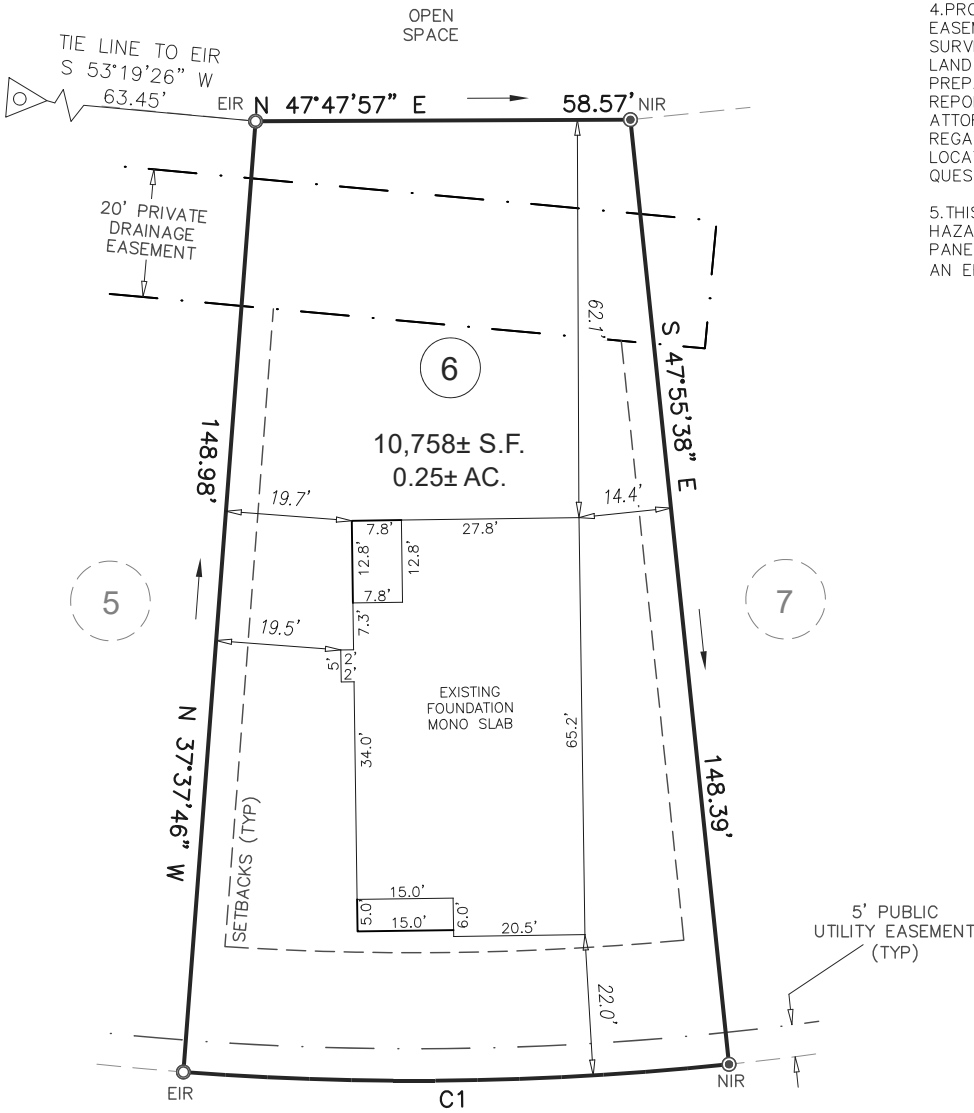 OPEN
SPACE
TIE LINE TO EIR
S 53°19'26" W
63.45'
EIR
N 47°47'57" E
58.57'
NIR
20' PRIVATE
DRAINAGE
EASEMENT
62.1'
S 47°55'38" E
6
10,758± S.F.
0.25± AC.
148.98'
19.7'
14.4'
7.8'
27.8'
12.8'
12.8'
7.8'
7.3'
5
7
19.5'
5'
2'
2'
EXISTING
FOUNDATION
MONO SLAB
65.2'
34.0'
N 37°37'46" W
148.39'
SETBACKS (TYP)
15.0'
5.0'
15.0'
6.0'
20.5'
22.0'
5' PUBLIC
UTILITY EASEMENT
(TYP)
EIR
C1
NIR
4.
EASEM
SURV
LAND
PREP
REPO
ATTO
REGA
LOCA
QUES
5.THIS
HAZA
PANE
AN